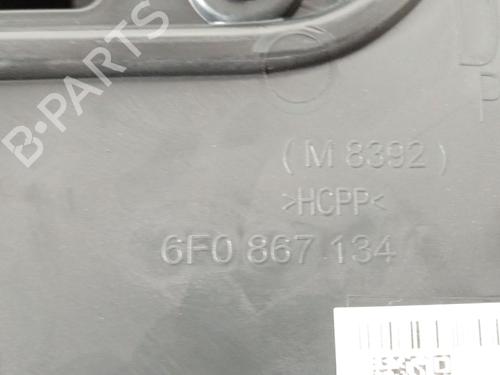 B-PARTS
(M 8392)
>HCPP<
6F0 867 134